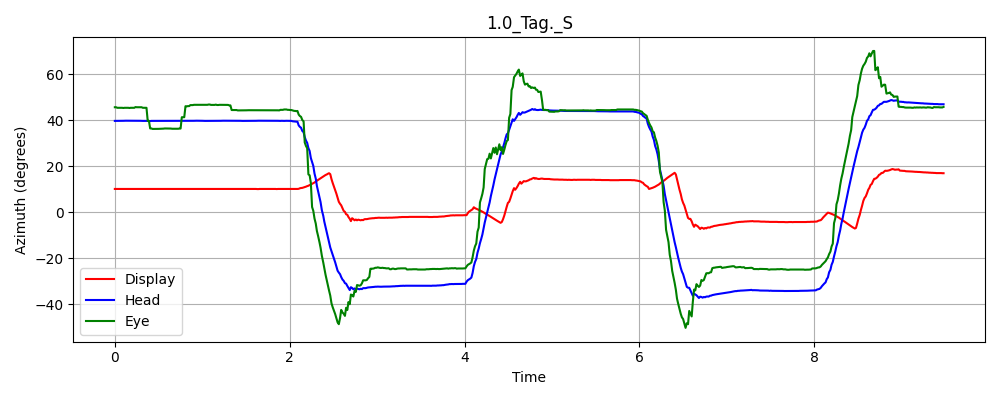 1.0_Tag._S
Azimuth (degrees)
60
40
20
0
−20
−40
Display
Head
Eye
0 2 4 6 8
Time